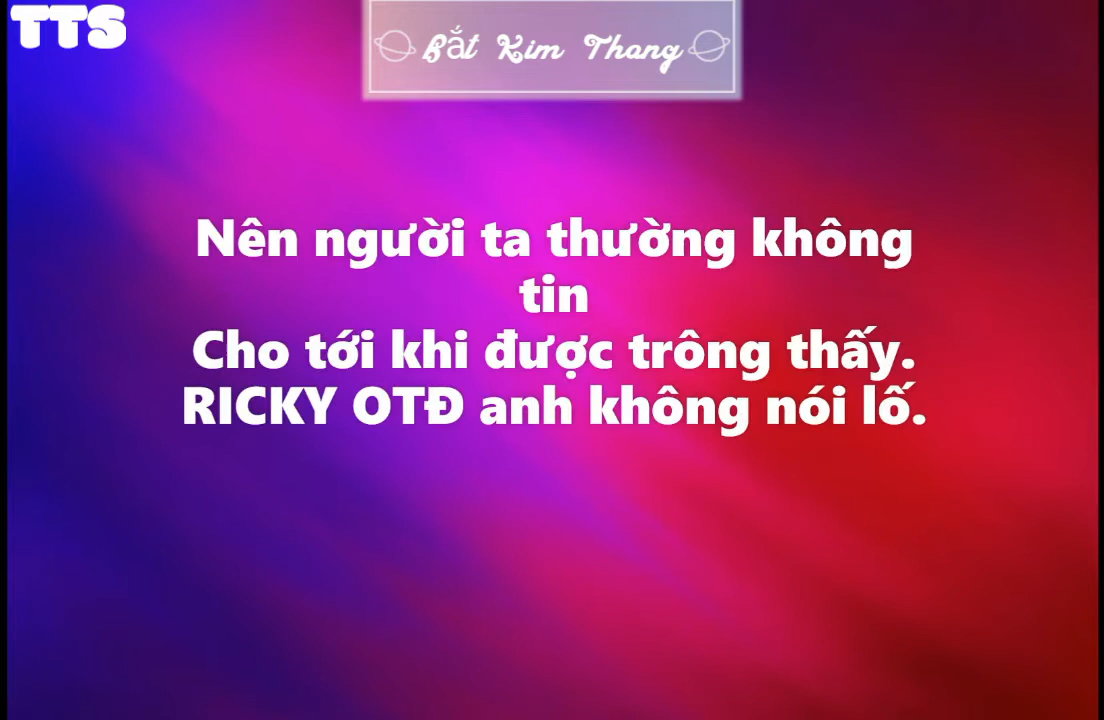 TTS
Bắt Kim Thang
Nên người ta thường không
tin
Cho tới khi được trông thấy.
RICKY OTĐ anh không nói lố.